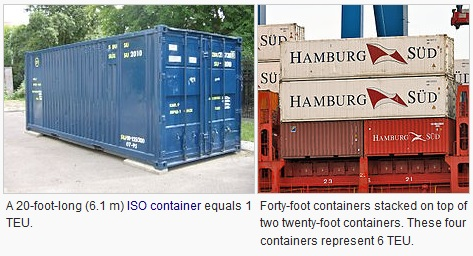 2010
HAMBURG SÜD
HAMBURG SÜD
HAMBURG SÜD
23
A 20-foot-long (6.1 m) ISO container equals 1
TEU.
Forty-foot containers stacked on top of
two twenty-foot containers. These four
containers represent 6 TEU.